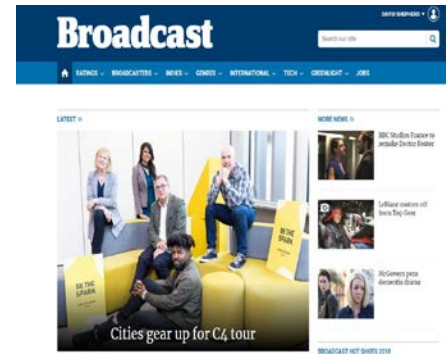 DAVID SHEPHERD
Broadcast
Search our site
RATINGS BROADCASTERS INDIES GENRES INTERNATIONAL TECH GREENLIGHT JOBS
LATEST »
MORE NEWS »
BBC Studios France to
remake Doctor Foster
LeBlanc motors off
from Top Gear
McGovern pens
dementia drama
BE THE
SPARK
BE THE
SPARK
Cities gear up for C4 tour
BROADCAST HOT SHOTS 2018